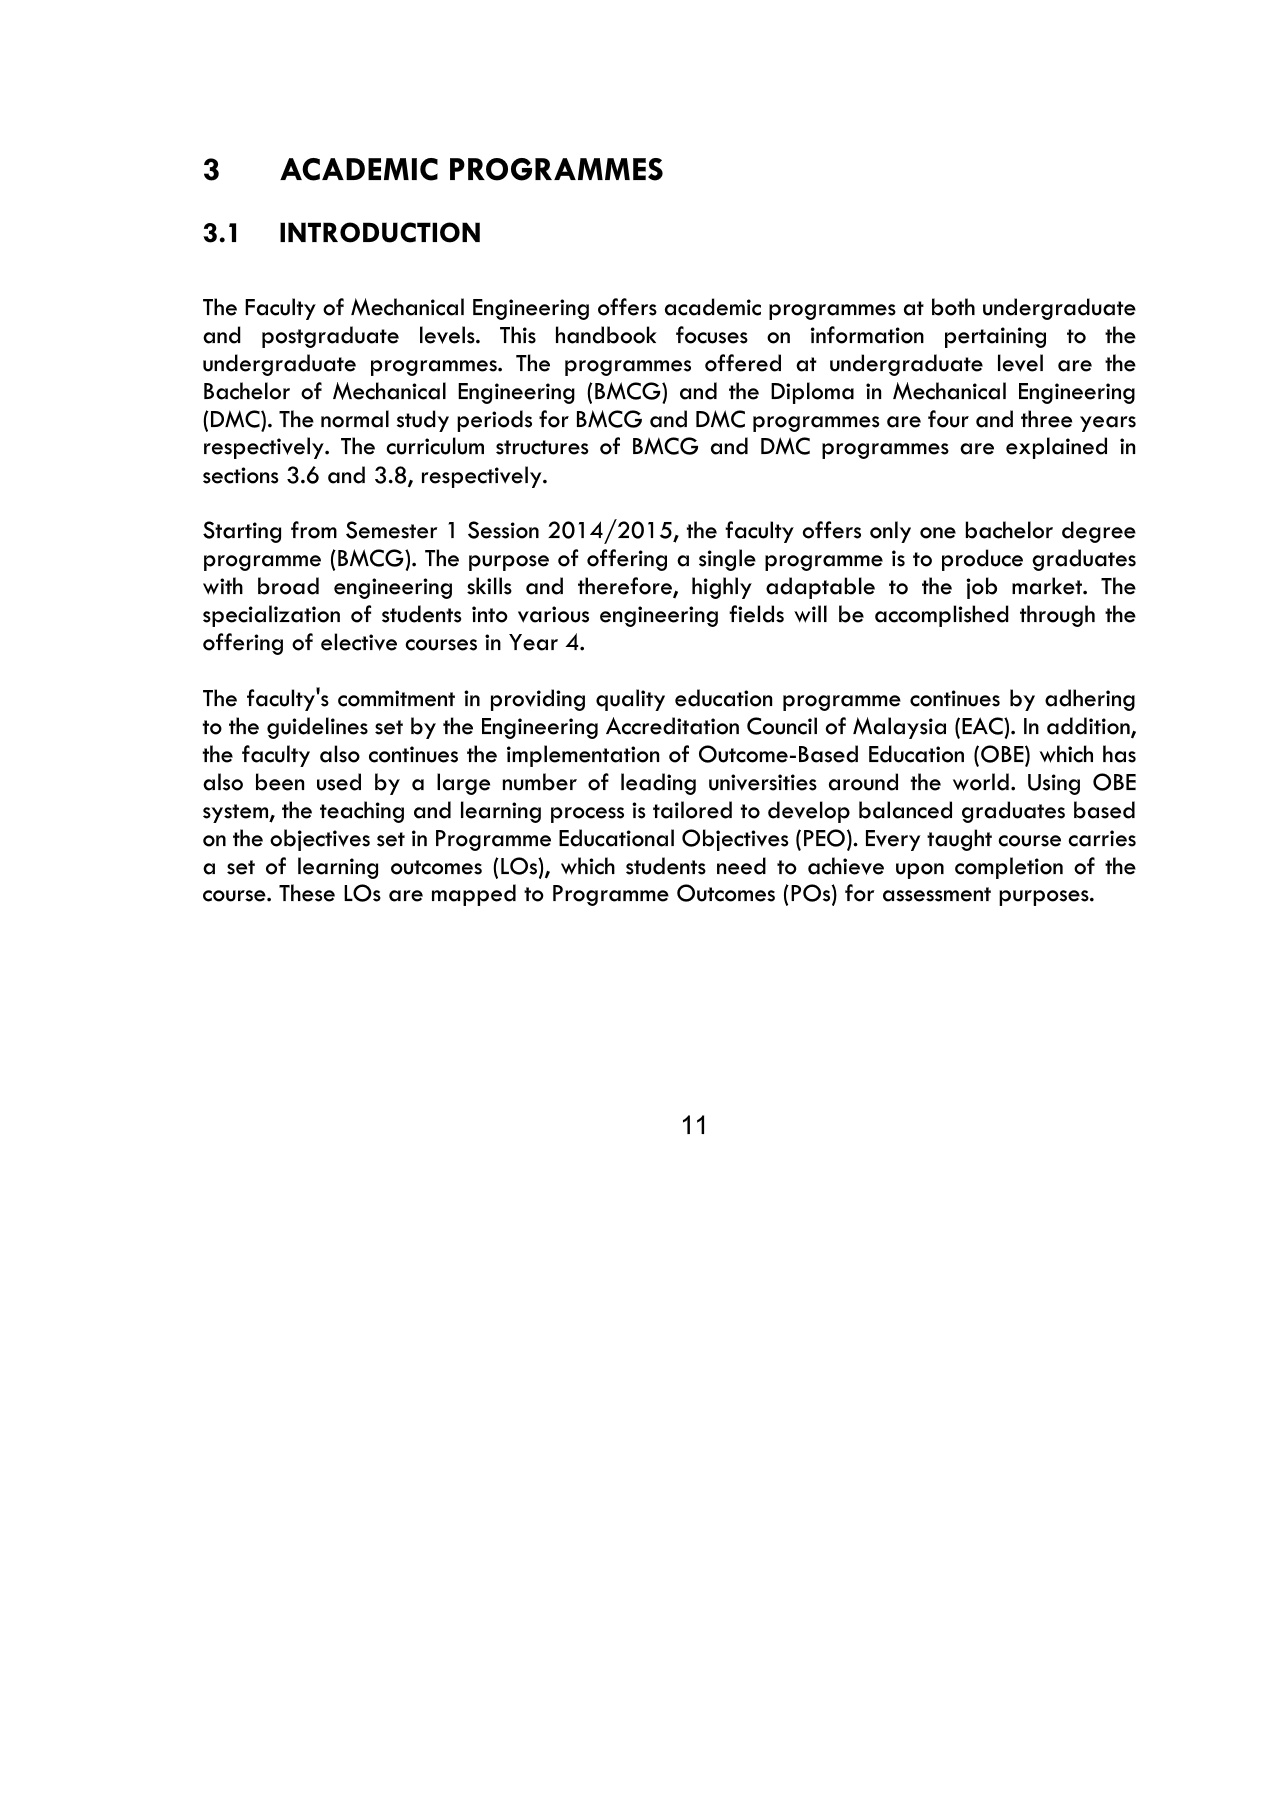 3 ACADEMIC PROGRAMMES
3.1 INTRODUCTION
The Faculty of Mechanical Engineering offers academic programmes at both undergraduate
and postgraduate levels. This handbook focuses on information pertaining to the
undergraduate programmes. The programmes offered at undergraduate level are the
Bachelor of Mechanical Engineering (BMCG) and the Diploma in Mechanical Engineering
(DMC). The normal study periods for BMCG and DMC programmes are four and three years
respectively. The curriculum structures of BMCG and DMC programmes are explained in
sections 3.6 and 3.8, respectively.
Starting from Semester 1 Session 2014/2015, the faculty offers only one bachelor degree
programme (BMCG). The purpose of offering a single programme is to produce graduates
with broad engineering skills and therefore, highly adaptable to the job market. The
specialization of students into various engineering fields will be accomplished through the
offering of elective courses in Year 4.
The faculty's commitment in providing quality education programme continues by adhering
to the guidelines set by the Engineering Accreditation Council of Malaysia (EAC). In addition,
the faculty also continues the implementation of Outcome-Based Education (OBE) which has
also been used by a large number of leading universities around the world. Using OBE
system, the teaching and learning process is tailored to develop balanced graduates based
on the objectives set in Programme Educational Objectives (PEO). Every taught course carries
a set of learning outcomes (LOs), which students need to achieve upon completion of the
course. These LOs are mapped to Programme Outcomes (POs) for assessment purposes.
11